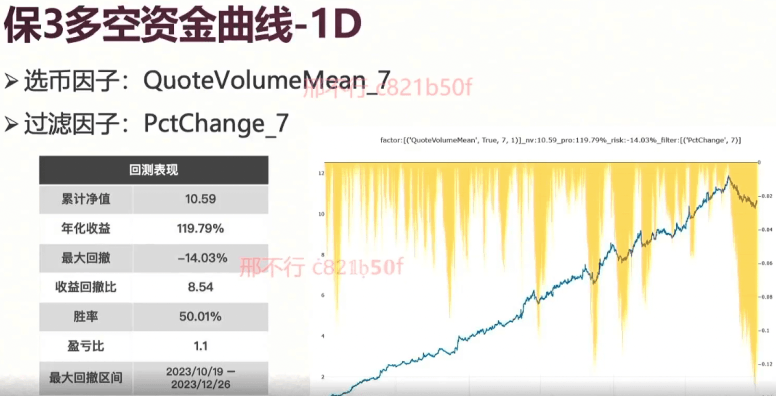 保3多空资金曲线-1D
➢选币因子：QuoteVolumeMean_7
邢不行 c821b50f
➢过滤因子：PctChange_7
factor:[('QuoteVolumeMean', True, 7, 1)]_nv:10.59_pro:119.79%_risk:-14.03%_filter:[('PctChange', 7)]
回测表现
累计净值 10.59
年化收益 119.79%
最大回撤 -14.03%
收益回撤比 8.54
胜率 50.01%
盈亏比 1.1
最大回撤区间 2023/10/19 - 2023/12/26
邢不行 c821b50f
12
10
8
6
4
2
0
-0.02
-0.04
-0.06
-0.08
-0.1
-0.12